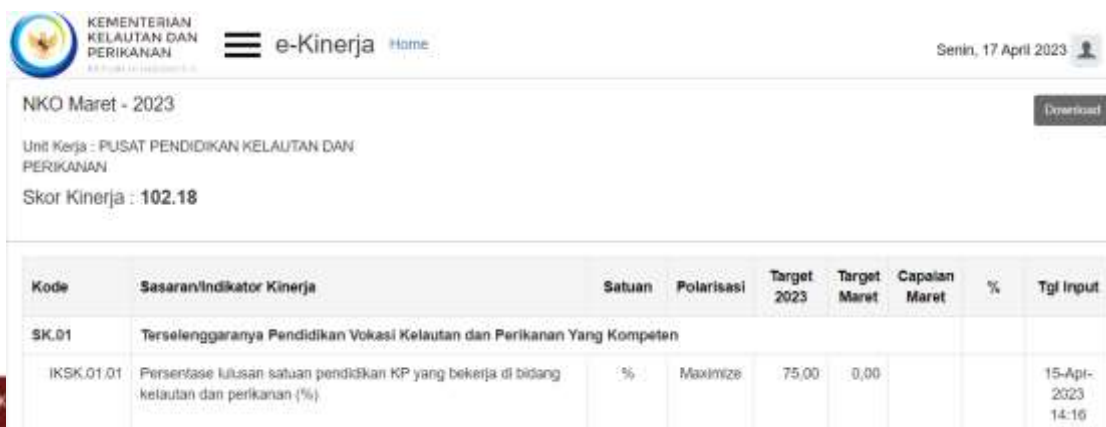 KEMENTERIAN
KELAUTAN DAN
PERIKANAN
e-Kinerja Home
Senin, 17 April 2023
NKO Maret - 2023
Download
Unit Kerja : PUSAT PENDIDIKAN KELAUTAN DAN
PERIKANAN
Skor Kinerja : 102.18
Kode Sasaran/Indikator Kinerja Satuan Polarisasi Target 2023 Target Maret Capaian Maret % Tgl Input
SK.01 Terselenggaranya Pendidikan Vokasi Kelautan dan Perikanan Yang Kompeten
IKSK.01.01 Persentase lulusan satuan pendidikan KP yang bekerja di bidang
kelautan dan perikanan (%)
% Maximize 75,00 0,00
15-Apr-
2023
14:16